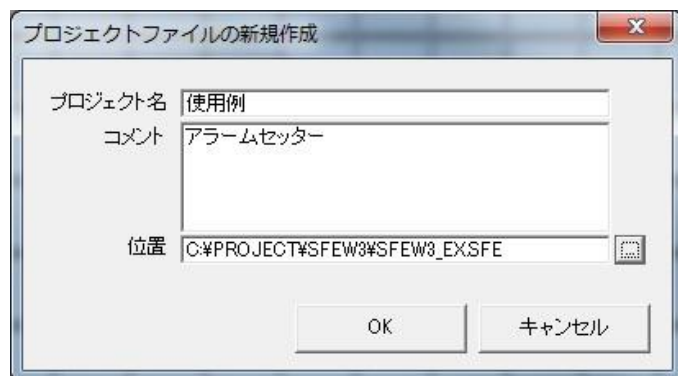 プロジェクトファイルの新規作成
プロジェクト名 使用例
コメント アラームセッター
位置 C:¥PROJECT¥SFEW3¥SFEW3_EX.SFE ...
OK キャンセル